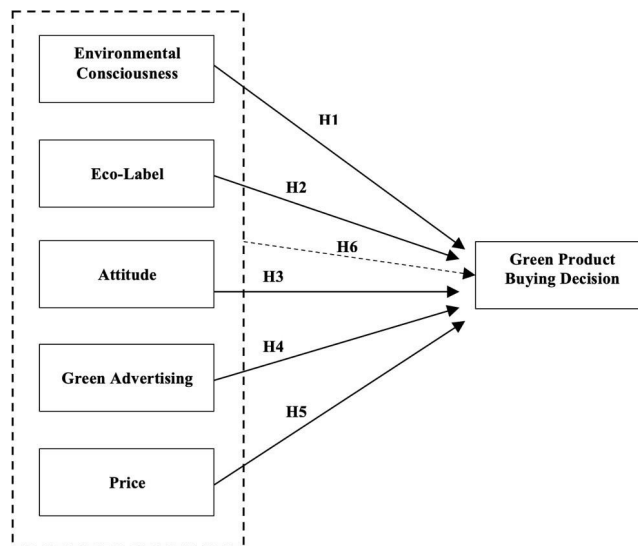 Environmental
Consciousness
H1
Eco-Label
H2
H6
Green Product
Buying Decision
Attitude
H3
H4
Green Advertising
H5
Price